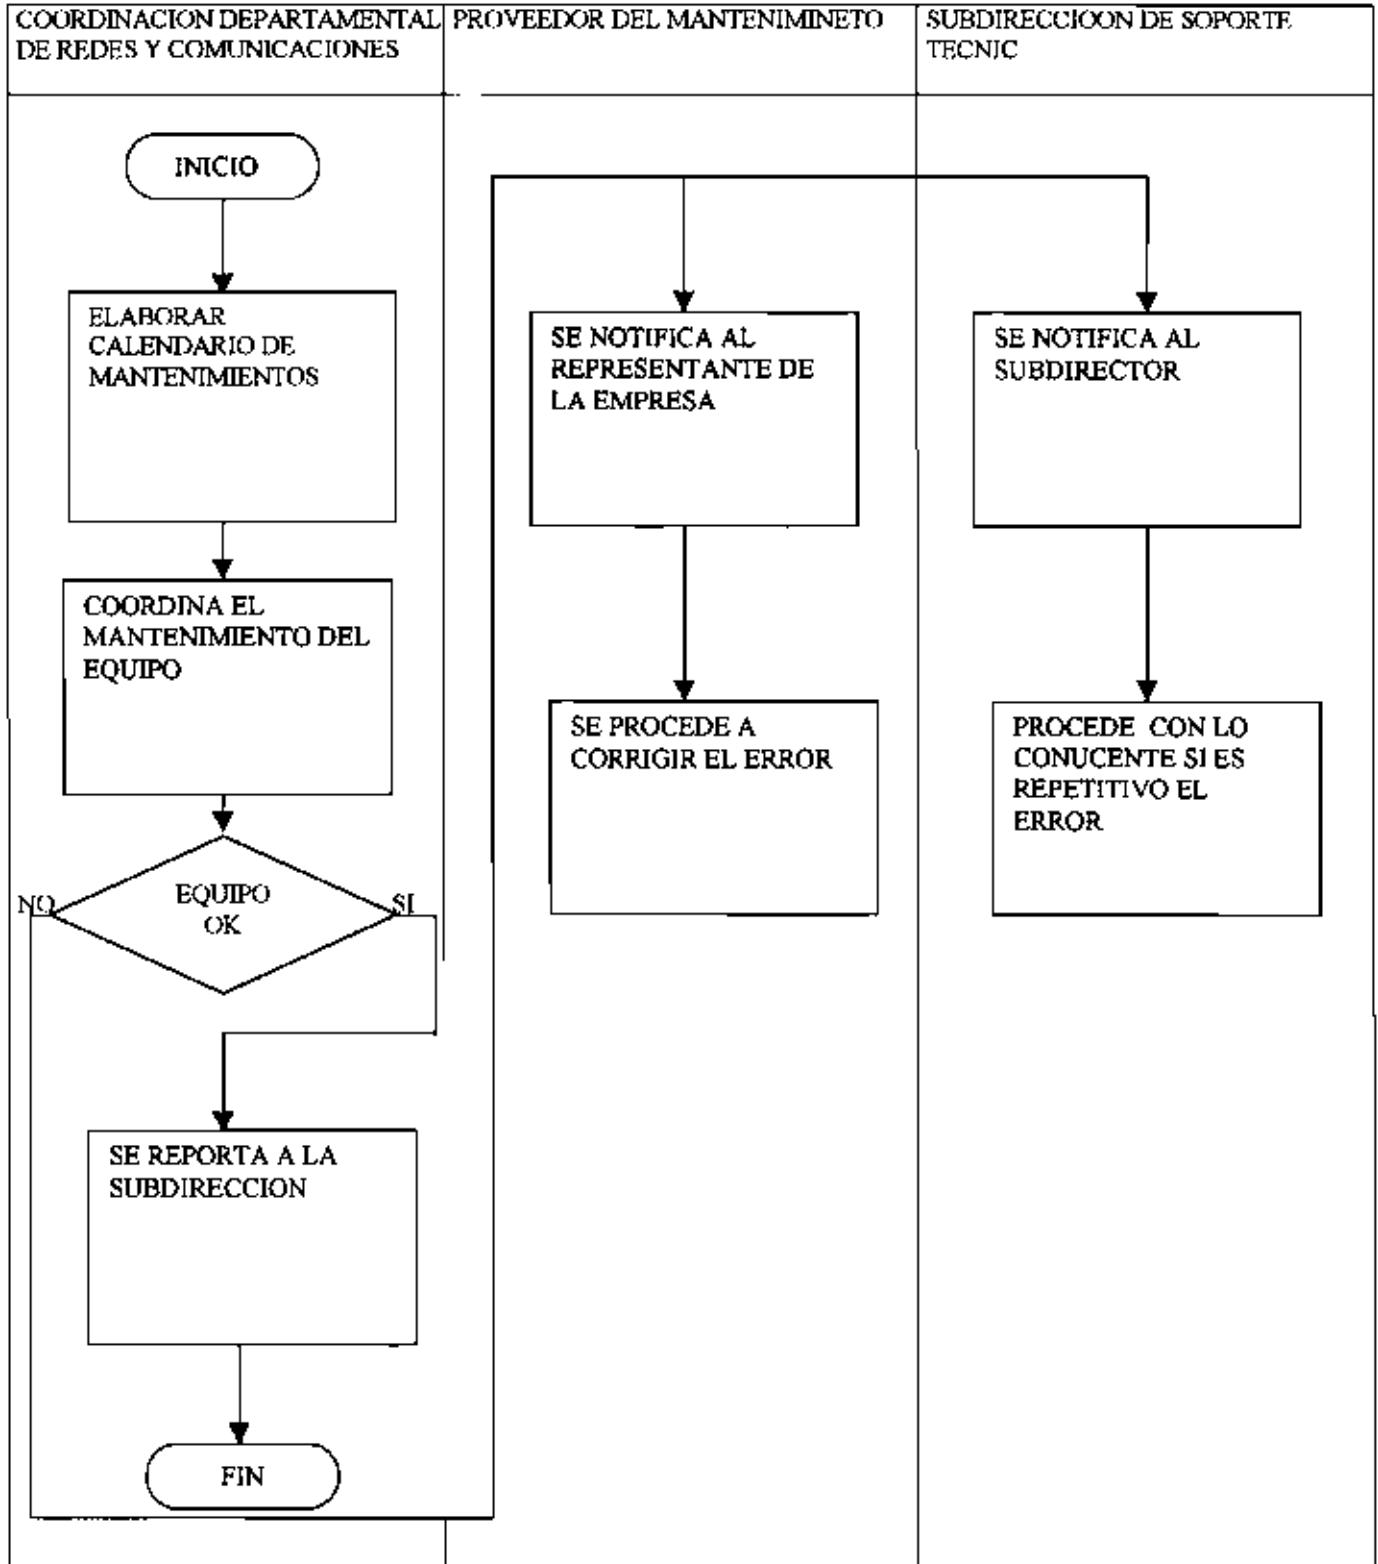 COORDINACION DEPARTAMENTAL
DE REDES Y COMUNICACIONES
PROVEEDOR DEL MANTENIMINETO
SUBDIRECCIOON DE SOPORTE
TECNIC
INICIO
ELABORAR
CALENDARIO DE
MANTENIMIENTOS
COORDINA EL
MANTENIMIENTO DEL
EQUIPO
NO
EQUIPO
OK
SI
SE REPORTA A LA
SUBDIRECCION
FIN
SE NOTIFICA AL
REPRESENTANTE DE
LA EMPRESA
SE PROCEDE A
CORRIGIR EL ERROR
SE NOTIFICA AL
SUBDIRECTOR
PROCEDE CON LO
CONUCENTE SI ES
REPETITIVO EL
ERROR